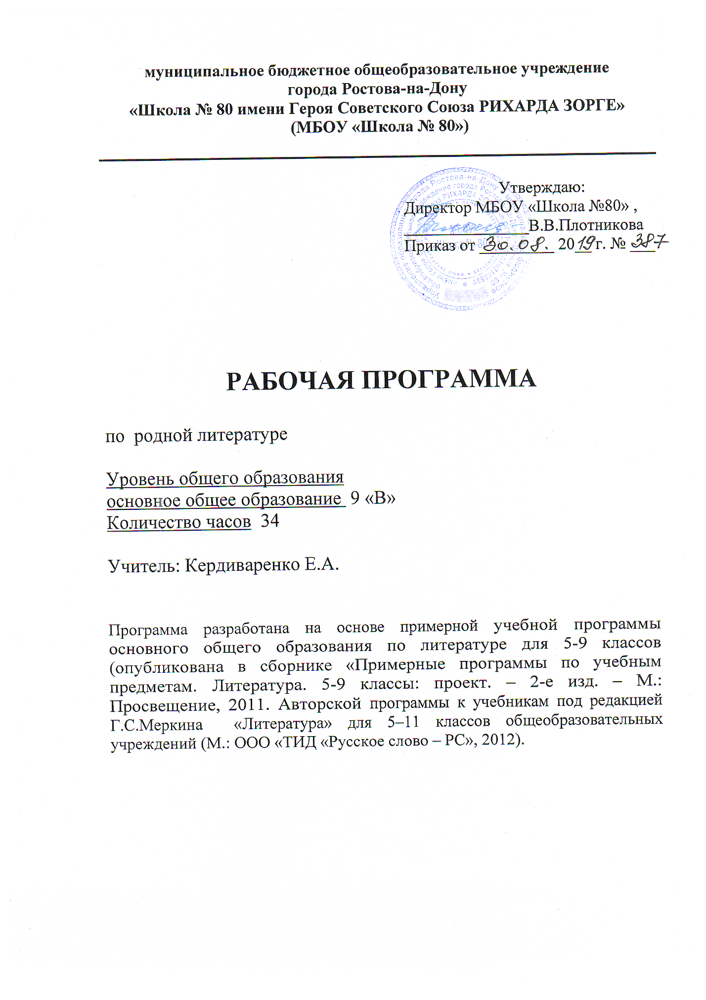 муниципальное бюджетное общеобразовательное учреждение
города Ростова-на-Дону
«Школа № 80 имени Героя Советского Союза РИХАРДА ЗОРГЕ»
(МБОУ «Школа № 80»)
Утверждаю:
Директор МБОУ «Школа №80» ,
В.В.Плотникова
Приказ от 30.08. 2019г. № 387
РАБОЧАЯ ПРОГРАММА
по родной литературе
Уровень общего образования
основное общее образование 9 «В»
Количество часов 34
Учитель: Кердиваренко Е.А.
Программа разработана на основе примерной учебной программы
основного общего образования по литературе для 5-9 классов
(опубликована в сборнике «Примерные программы по учебным
предметам. Литература. 5-9 классы: проект. – 2-е изд. – М.:
Просвещение, 2011. Авторской программы к учебникам под редакцией
Г.С.Меркина «Литература» для 5–11 классов общеобразовательных
учреждений (М.: ООО «ТИД «Русское слово – РС», 2012).